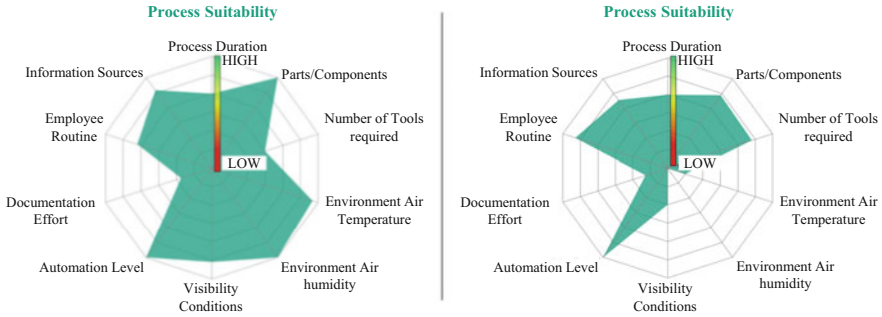 Process Suitability
Process Duration
HIGH
Information Sources
Parts/Components
Employee
Routine
Number of Tools
required
LOW
Documentation
Effort
Environment Air
Temperature
Automation Level
Environment Air
humidity
Visibility
Conditions
Process Suitability
Process Duration
HIGH
Information Sources
Parts/Components
Employee
Routine
Number of Tools
required
LOW
Documentation
Effort
Environment Air
Temperature
Automation Level
Environment Air
humidity
Visibility
Conditions